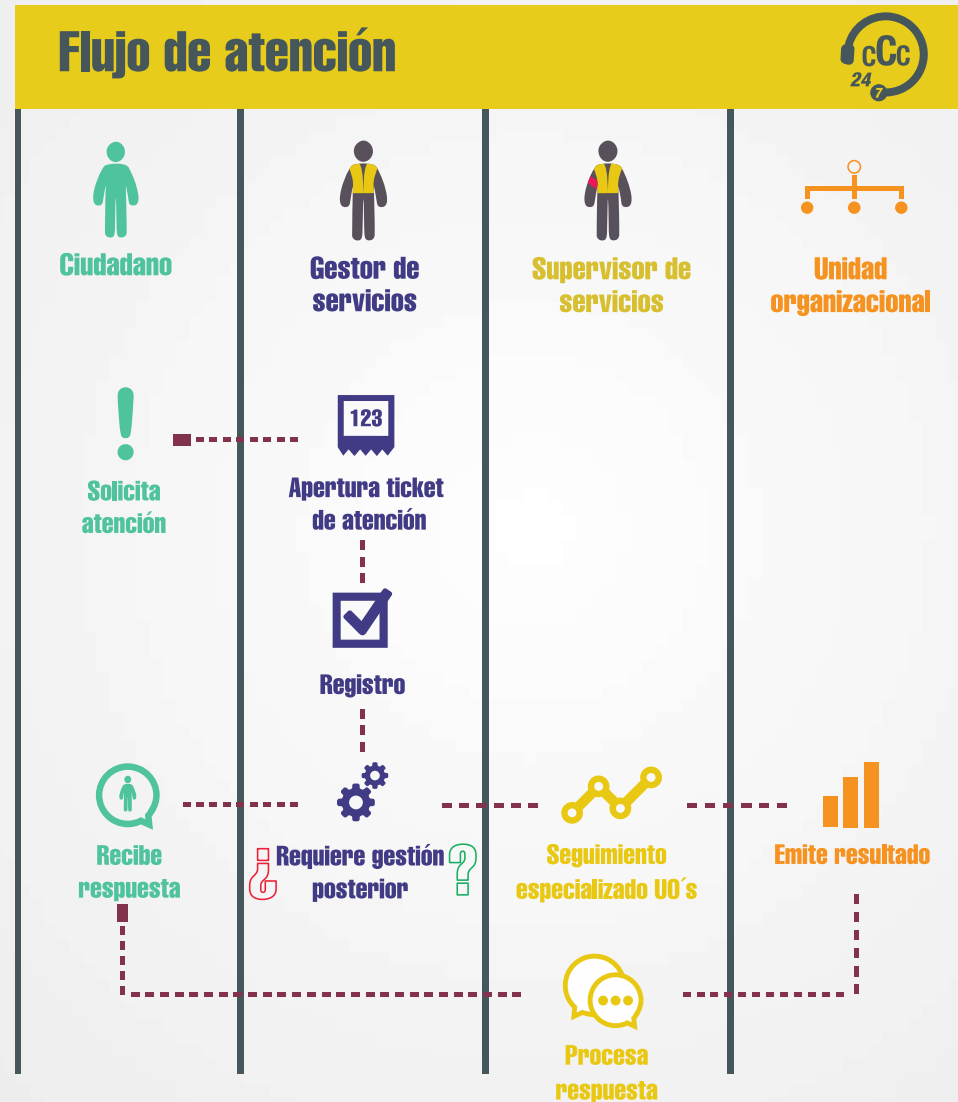 Flujo de atención
cCc
24
7
Ciudadano
Gestor de
servicios
Supervisor de
servicios
Unidad
organizacional
Solicita
atención
123
Apertura ticket
de atención
Registro
Recibe
respuesta
¿Requiere gestión?
posterior
Seguimiento
especializado UO´s
Emite resultado
Procesa
respuesta